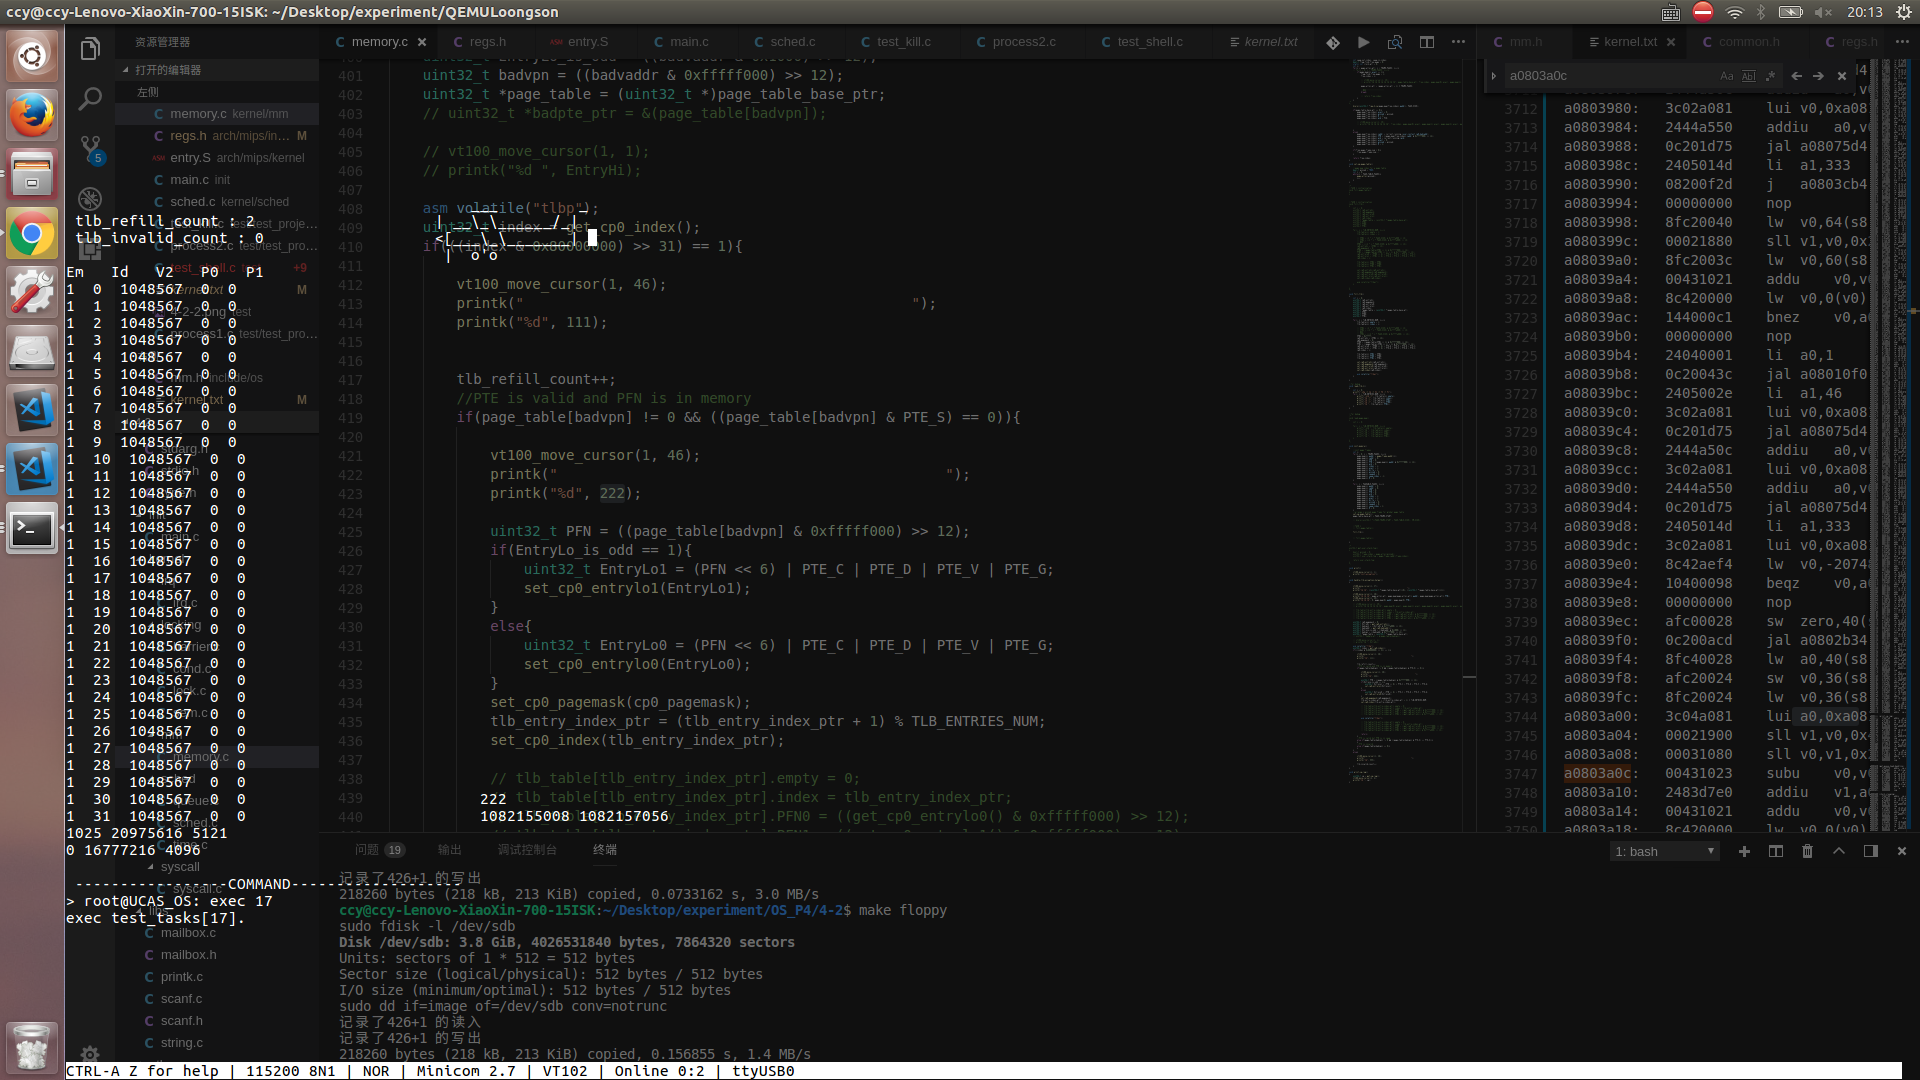 ccy@ccy-Lenovo-XiaoXin-700-15ISK: ~/Desktop/experiment/QEMULoongson
20:13
资源管理器
打开的编辑器
左侧
memory.c kernel/mm
regs.h arch/mips/in... M
entry.S arch/mips/kernel
main.c init
sched.c kernel/sched
memory.c
regs.h
entry.S
main.c
sched.c
test_kill.c
process2.c
test_shell.c
kernel.txt
mm.h
kernel.txt
common.h
regs.h
a0803a0c
401 uint32_t badvpn = ((badvaddr & 0xfffff000) >> 12);
402 uint32_t *page_table = (uint32_t *)page_table_base_ptr;
403 // uint32_t *badpte_ptr = &(page_table[badvpn]);
404
405 // vt100_move_cursor(1, 1);
406 // printk("%d ", EntryHi);
407
408 asm volatile("tlbp");
409 uint32_t index = get_cp0_index();
410 if(((index & 0x80000000) >> 31) == 1){
411
412 vt100_move_cursor(1, 46);
413 printk(" ");
414 printk("%d", 111);
415
416
417 tlb_refill_count++;
418 //PTE is valid and PFN is in memory
419 if(page_table[badvpn] != 0 && ((page_table[badvpn] & PTE_S) == 0)){
420
421 vt100_move_cursor(1, 46);
422 printk(" ");
423 printk("%d", 222);
424
425 uint32_t PFN = ((page_table[badvpn] & 0xfffff000) >> 12);
426 if(EntryLo_is_odd == 1){
427 uint32_t EntryLo1 = (PFN << 6) | PTE_C | PTE_D | PTE_V | PTE_G;
428 set_cp0_entrylo1(EntryLo1);
429 }
430 else{
431 uint32_t EntryLo0 = (PFN << 6) | PTE_C | PTE_D | PTE_V | PTE_G;
432 set_cp0_entrylo0(EntryLo0);
433 }
434 set_cp0_pagemask(cp0_pagemask);
435 tlb_entry_index_ptr = (tlb_entry_index_ptr + 1) % TLB_ENTRIES_NUM;
436 set_cp0_index(tlb_entry_index_ptr);
437
438 // tlb_table[tlb_entry_index_ptr].empty = 0;
439 tlb_table[tlb_entry_index_ptr].index = tlb_entry_index_ptr;
440
3712 a0803980: 3c02a081 lui v0,0xa08
3713 a0803984: 2444a550 addiu a0,v
3714 a0803988: 0c201d75 jal a08075d4
3715 a080398c: 2405014d li a1,333
3716 a0803990: 08200f2d j a0803cb4
3717 a0803994: 00000000 nop
3718 a0803998: 8fc20040 lw v0,64(s8
3719 a080399c: 00021880 sll v1,v0,0x
3720 a08039a0: 8fc2003c lw v0,60(s8
3721 a08039a4: 00431021 addu v0,v
3722 a08039a8: 8c420000 lw v0,0(v0)
3723 a08039ac: 144000c1 bnez v0,a0
3724 a08039b0: 00000000 nop
3725 a08039b4: 24040001 li a0,1
3726 a08039b8: 0c20043c jal a08010f0
3727 a08039bc: 2405002e li a1,46
3728 a08039c0: 3c02a081 lui v0,0xa08
3729 a08039c4: 0c201d75 jal a08075d4
3730 a08039c8: 2444a50c addiu a0,v
3731 a08039cc: 3c02a081 lui v0,0xa08
3732 a08039d0: 2444a550 addiu a0,v
3733 a08039d4: 0c201d75 jal a08075d4
3734 a08039d8: 2405014d li a1,333
3735 a08039dc: 3c02a081 lui v0,0xa08
3736 a08039e0: 8c42aef4 lw v0,-20748
3737 a08039e4: 10400098 beqz v0,a0
3738 a08039e8: 00000000 nop
3739 a08039ec: afc00028 sw zero,40(s
3740 a08039f0: 0c200acd jal a0802b34
3741 a08039f4: 8fc40028 lw a0,40(s8
3742 a08039f8: afc20024 sw v0,36(s8
3743 a08039fc: 8fc20024 lw v0,36(s8
3744 a0803a00: 3c04a081 lui a0,0xa08
3745 a0803a04: 00021900 sll v1,v0,0x
3746 a0803a08: 00031080 sll v0,v1,0x
3747 a0803a0c: 00431023 subu v0,v
3748 a0803a10: 2483d7e0 addiu v1,a
3749 a0803a14: 00431021 addu v0,v
tlb_refill_count : 2
tlb_invalid_count : 0
Em Id V2 P0 P1
1 0 1048567 0 0
1 1 1048567 0 0
1 2 1048567 0 0
1 3 1048567 0 0
1 4 1048567 0 0
1 5 1048567 0 0
1 6 1048567 0 0
1 7 1048567 0 0
1 8 1048567 0 0
1 9 1048567 0 0
1 10 1048567 0 0
1 11 1048567 0 0
1 12 1048567 0 0
1 13 1048567 0 0
1 14 1048567 0 0
1 15 1048567 0 0
1 16 1048567 0 0
1 17 1048567 0 0
1 18 1048567 0 0
1 19 1048567 0 0
1 20 1048567 0 0
1 21 1048567 0 0
1 22 1048567 0 0
1 23 1048567 0 0
1 24 1048567 0 0
1 25 1048567 0 0
1 26 1048567 0 0
1 27 1048567 0 0
1 28 1048567 0 0
1 29 1048567 0 0
1 30 1048567 0 0
1 31 1048567 0 0
1025 20975616 5121
0 16777216 4096
222
1082155008 1082157056
-----------------COMMAND-------------------
> root@UCAS_OS: exec 17
exec test_tasks[17].
syscall
mailbox.c
mailbox.h
printk.c
scanf.c
scanf.h
string.c
问题 19 输出 调试控制台 终端
1: bash
记录了426+1 的写出
218260 bytes (218 kB, 213 KiB) copied, 0.0733162 s, 3.0 MB/s
ccy@ccy-Lenovo-XiaoXin-700-15ISK:~/Desktop/experiment/OS_P4/4-2$ make floppy
sudo fdisk -l /dev/sdb
Disk /dev/sdb: 3.8 GiB, 4026531840 bytes, 7864320 sectors
Units: sectors of 1 * 512 = 512 bytes
Sector size (logical/physical): 512 bytes / 512 bytes
I/O size (minimum/optimal): 512 bytes / 512 bytes
sudo dd if=image of=/dev/sdb conv=notrunc
记录了426+1 的读入
记录了426+1 的写出
218260 bytes (218 kB, 213 KiB) copied, 0.156855 s, 1.4 MB/s
CTRL-A Z for help | 115200 8N1 | NOR | Minicom 2.7 | VT102 | Online 0:2 | ttyUSB0